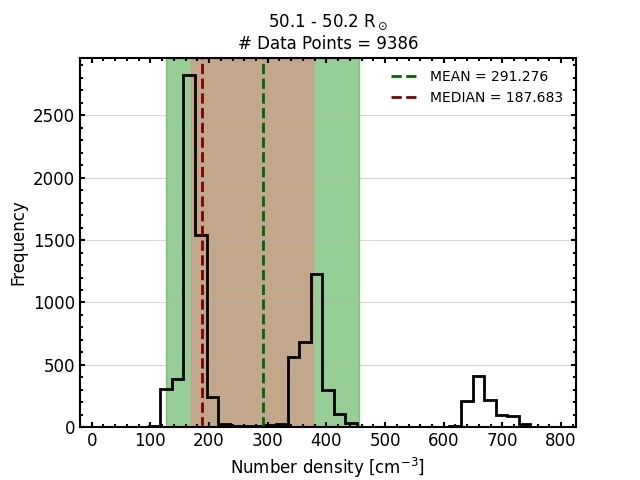 50.1 - 50.2 R⊙
# Data Points = 9386
MEAN = 291.276
MEDIAN = 187.683
Frequency
2500
2000
1500
1000
500
0
0 100 200 300 400 500 600 700 800
Number density [cm⁻³]